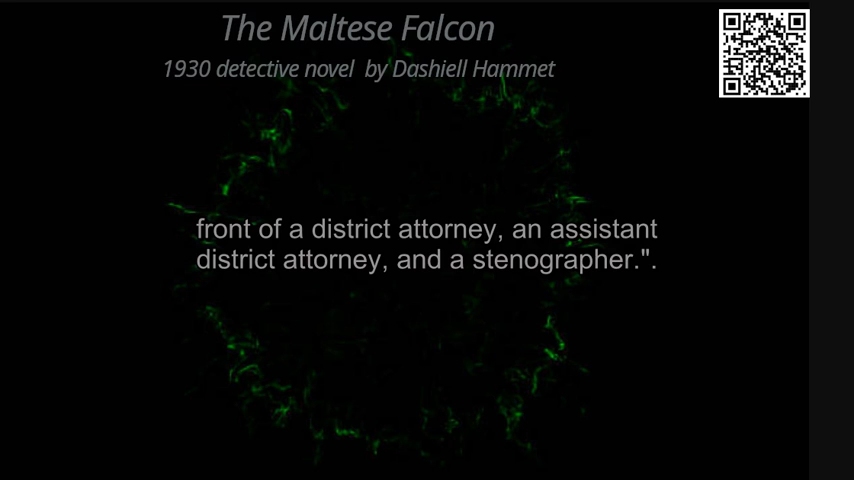 The Maltese Falcon
1930 detective novel by Dashiell Hammet
front of a district attorney, an assistant
district attorney, and a stenographer.".